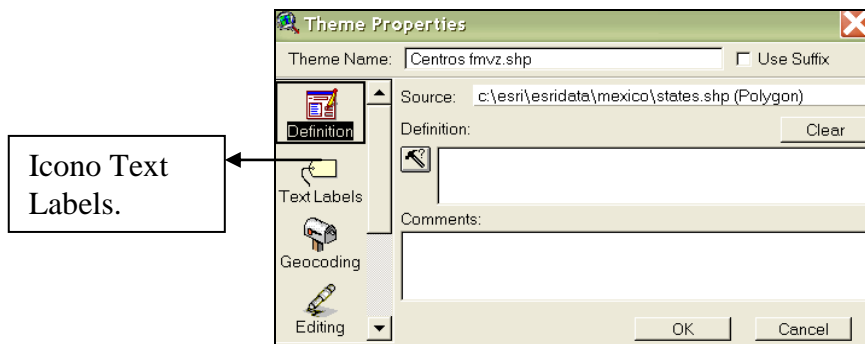 Theme Properties
Theme Name: Centros fmvz.shp Use Suffix
Source: c:\esri\esridata\mexico\states.shp (Polygon)
Definition
Definition:
Clear
Icono Text
Labels.
Text Labels
Comments:
Geocoding
Editing
OK Cancel